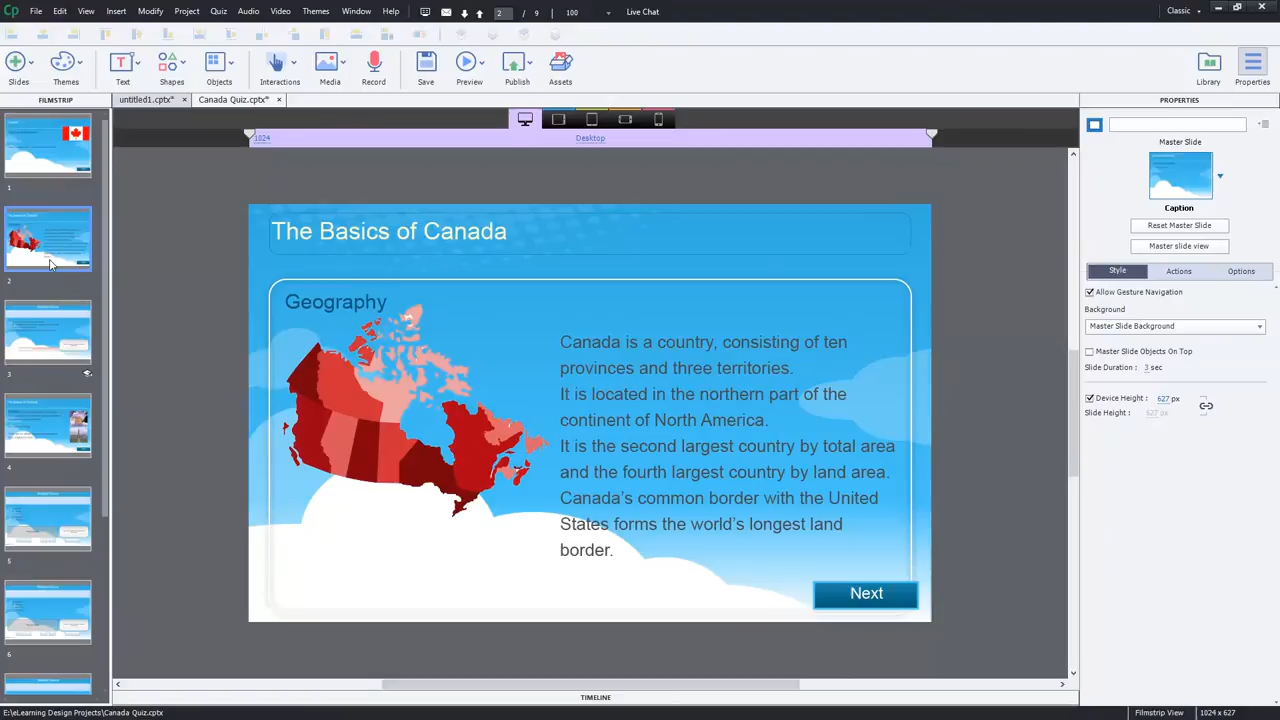 Cp File Edit View Insert Modify Project Quiz Audio Video Themes Window Help 2 / 9 100 Live Chat Classic
Slides Themes Text Shapes Objects Interactions Media Record Save Preview Publish Assets Library Properties
FILMSTRIP untitled1.cptx* × Canada Quiz.cptx* × PROPERTIES
1024 Desktop
Master Slide
Caption
Reset Master Slide
Master slide view
Style Actions Options
Allow Gesture Navigation
Background
Master Slide Background
Master Slide Objects On Top
Slide Duration: 3 sec
Device Height: 627 px
Slide Height: 627 px
1
2
3
4
5
6
The Basics of Canada
Geography
Canada is a country, consisting of ten
provinces and three territories.
It is located in the northern part of the
continent of North America.
It is the second largest country by total area
and the fourth largest country by land area.
Canada’s common border with the United
States forms the world’s longest land
border.
Next
TIMELINE
E:\eLearning Design Projects\Canada Quiz.cptx Filmstrip View 1024 x 627